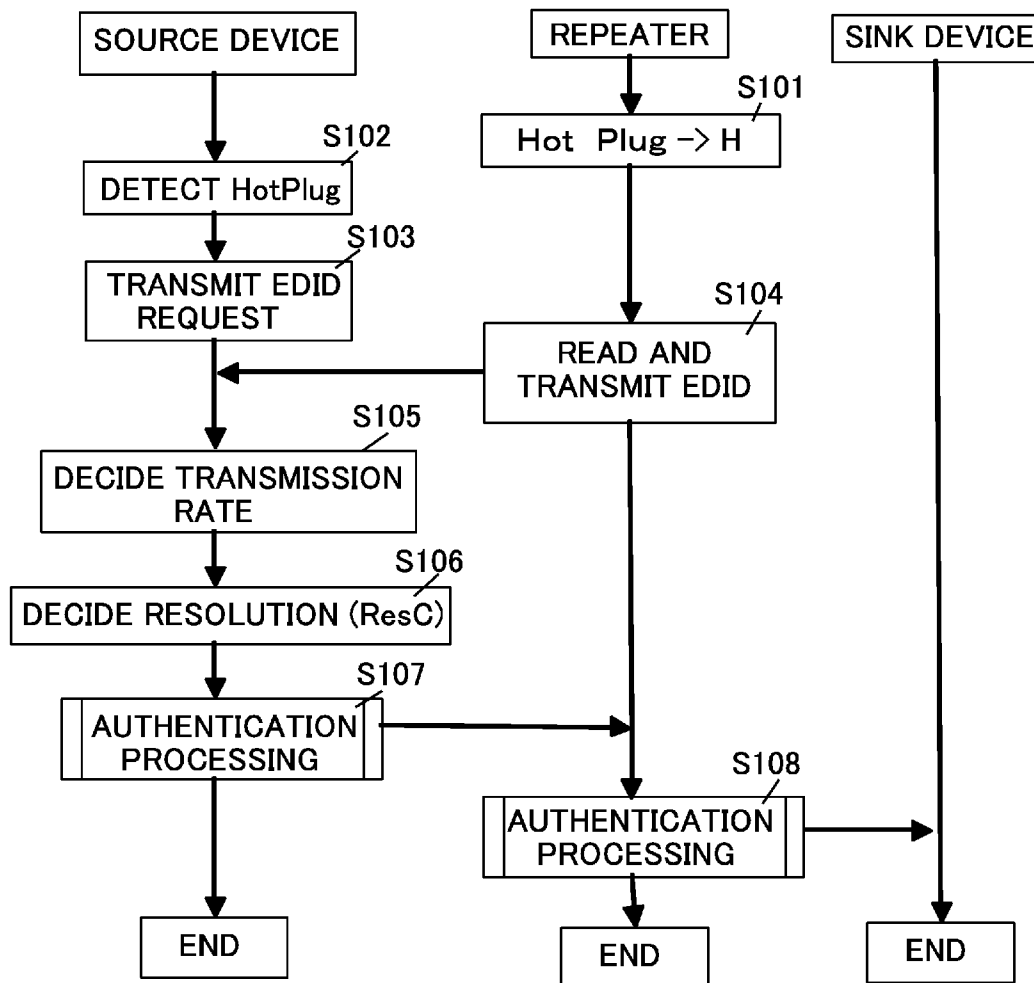 SOURCE DEVICE
REPEATER
SINK DEVICE
S101
Hot Plug -> H
S102
DETECT HotPlug
S103
TRANSMIT EDID
REQUEST
S104
READ AND
TRANSMIT EDID
S105
DECIDE TRANSMISSION
RATE
S106
DECIDE RESOLUTION (ResC)
S107
AUTHENTICATION
PROCESSING
S108
AUTHENTICATION
PROCESSING
END
END
END